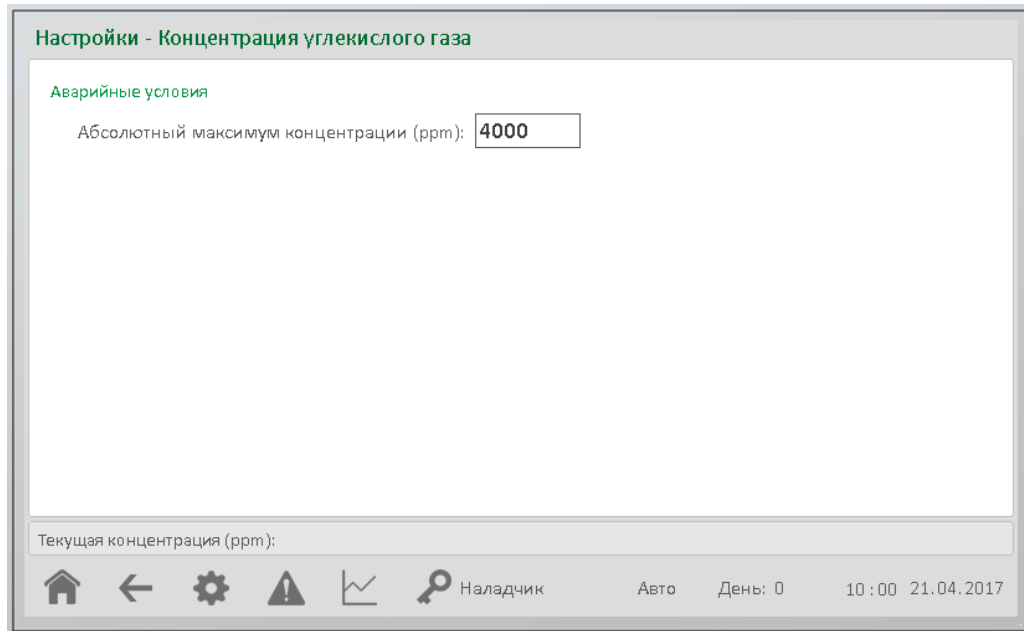 Настройки - Концентрация углекислого газа
Аварийные условия
Абсолютный максимум концентрации (ppm): 4000
Текущая концентрация (ppm):
Наладчик Авто День: 0 10:00 21.04.2017